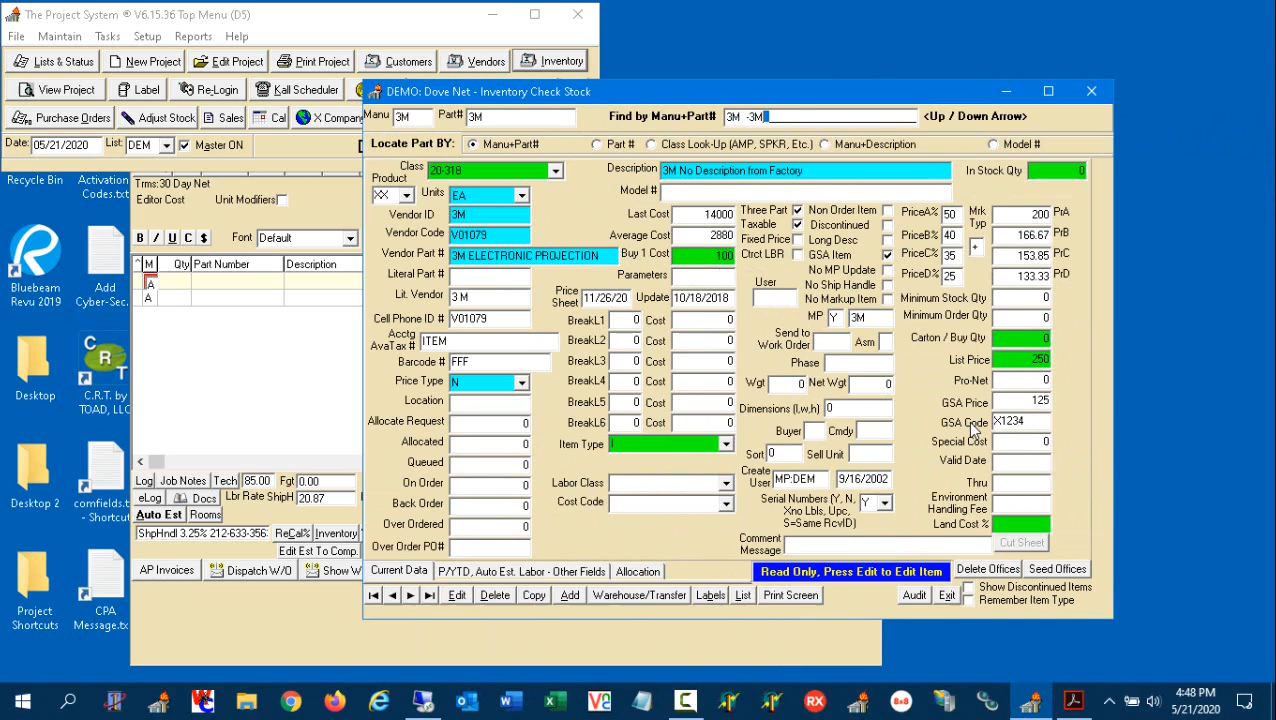 The Project System ® V6.15.36 Top Menu (D5)
File Maintain Tasks Setup Reports Help
Lists & Status New Project Edit Project Print Project Customers Vendors Inventory
View Project Label Re-Login Kall Scheduler
Purchase Orders Adjust Stock Sales Cal X Company
Date: 05/21/2020 List: DEM Master ON
DEMO: Dove Net - Inventory Check Stock
Manu 3M Part# 3M Find by Manu+Part# 3M -3M <Up / Down Arrow>
Locate Part BY: Manu+Part# Part # Class Look-Up (AMP, SPKR, Etc.) Manu+Description Model #
Recycle Bin
Activation Codes.txt
Bluebeam Revu 2019
Add Cyber-Sec...
Desktop
C.R.T. by TOAD, LLC
Desktop 2
comfields.txt - Shortcut
Project Shortcuts
CPA Message.tx
Trms:30 Day Net
Editor Cost Unit Modifiers
B / U C $ Font Default
M Qty Part Number Description
A
A
Log Job Notes Tech 85.00 Fgt 0.00
eLog Docs Lbr Rate ShipH 20.87
Auto Est Rooms
ShpHndl 3.25% 212-633-356 ReCal% Inventory
Edit Est To Comp.
AP Invoices Dispatch W/O Show W
Class 20-318 Description 3M No Description from Factory In Stock Qty 0
Product XX Units EA Model #
Vendor ID 3M
Vendor Code V01079
Vendor Part # 3M ELECTRONIC PROJECTION
Literal Part #
Lit. Vendor 3 M
Cell Phone ID # V01079
Acctg AvaTax # ITEM
Barcode # FFF
Price Type N
Location
Allocate Request 0
Allocated 0
Queued 0
On Order 0
Back Order 0
Over Ordered 0
Over Order PO#
Last Cost 14000
Average Cost 2880
Buy 1 Cost 100
Parameters
Price Sheet 11/26/20 Update 10/18/2018
BreakL1 0 Cost
BreakL2 0 Cost
BreakL3 0 Cost
BreakL4 0 Cost
BreakL5 0 Cost
BreakL6 0 Cost
Item Type I
Labor Class
Cost Code
Three Part Non Order Item
Taxable Discontinued
Fixed Price Long Desc
Ctrct LBR GSA Item
No MP Update
User No Ship Handle
No Markup Item
MP Y 3M
Send to Work Order Asm
Phase
Wgt 0 Net Wgt 0
Dimensions (l,w,h) 0
Buyer Cmdy
Sort 0 Sell Unit
Create User MP:DEM 9/16/2002
Serial Numbers (Y, N, Xno Lbls, Upc, S=Same RcvID) Y
Comment Message
PriceA% 50 Mrk Typ 200 PrA
PriceB% 40 + 166.67 PrB
PriceC% 35 153.85 PrC
PriceD% 25 133.33 PrD
Minimum Stock Qty 0
Minimum Order Qty 0
Carton / Buy Qty 0
List Price 250
Pro-Net 0
GSA Price 125
GSA Code X1234
Special Cost 0
Valid Date
Thru
Environment Handling Fee
Land Cost %
Cut Sheet
Current Data P/YTD, Auto Est. Labor - Other Fields Allocation Read Only, Press Edit to Edit Item Delete Offices Seed Offices
Edit Delete Copy Add Warehouse/Transfer Labels List Print Screen Audit Exit Show Discontinued Items
Remember Item Type
4:48 PM
5/21/2020